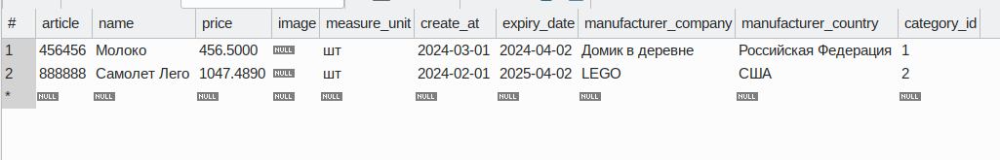 # article name price image measure_unit create_at expiry_date manufacturer_company manufacturer_country category_id
1 456456 Молоко 456.5000 NULL шт 2024-03-01 2024-04-02 Домик в деревне Российская Федерация 1
2 888888 Самолет Лего 1047.4890 NULL шт 2024-02-01 2025-04-02 LEGO США 2
* NULL NULL NULL NULL NULL NULL NULL NULL NULL NULL